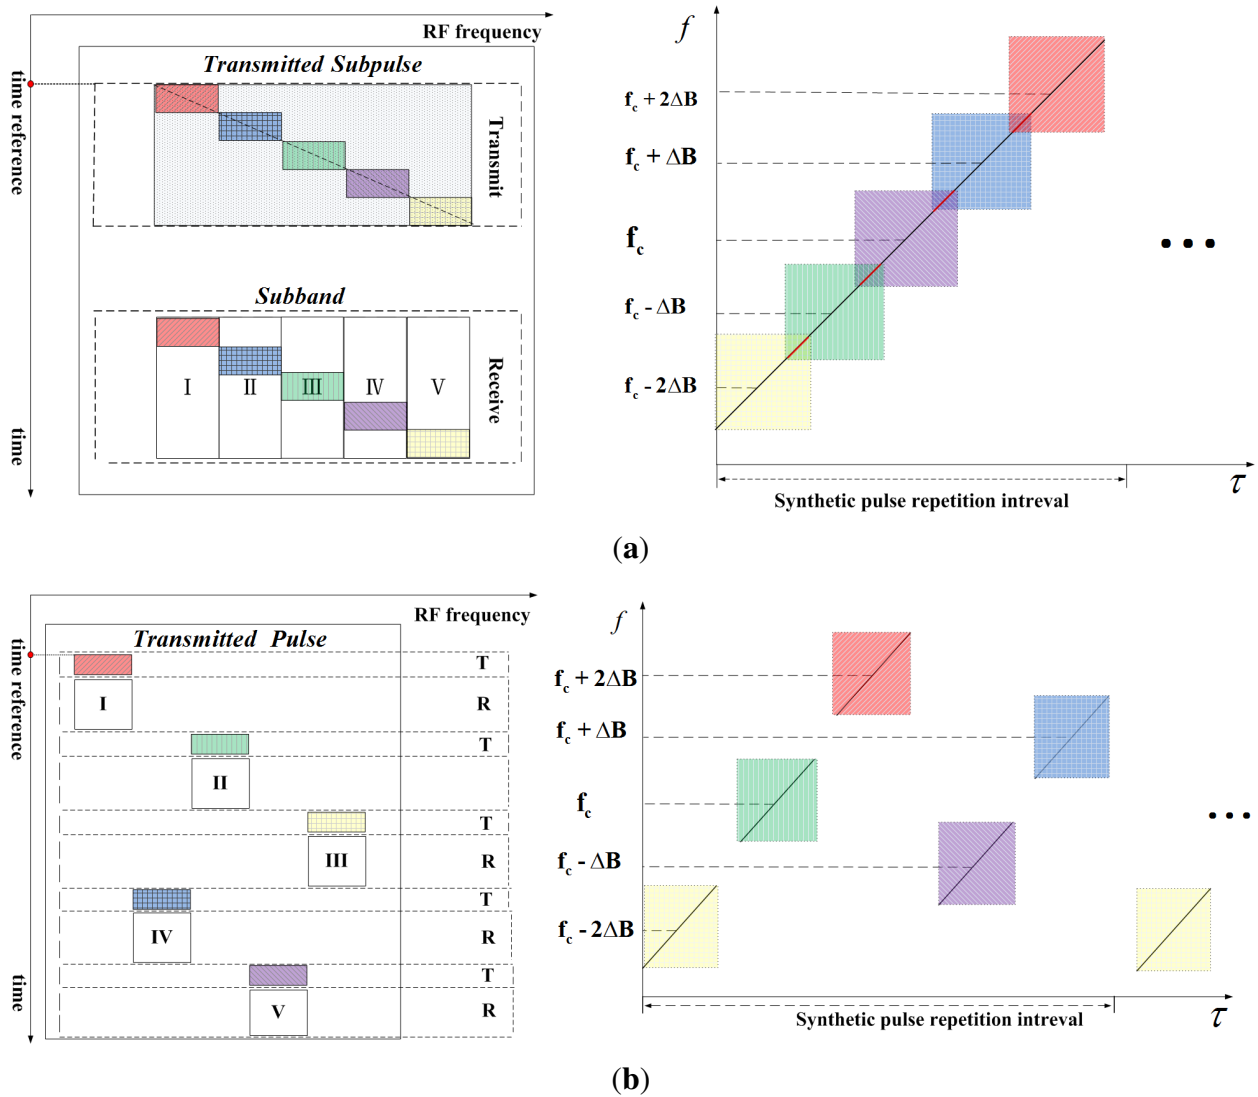 RF frequency
Transmitted Subpulse
time reference
Transmit
Subband
Receive
I II III IV V
time
f
f_c + 2ΔB
f_c + ΔB
f_c
f_c - ΔB
f_c - 2ΔB
...
τ
Synthetic pulse repetition intreval
(a)
RF frequency
Transmitted Pulse
time reference
T
I R
T
II
T
III R
T
IV R
T
V R
time
f
f_c + 2ΔB
f_c + ΔB
f_c
f_c - ΔB
f_c - 2ΔB
...
τ
Synthetic pulse repetition intreval
(b)